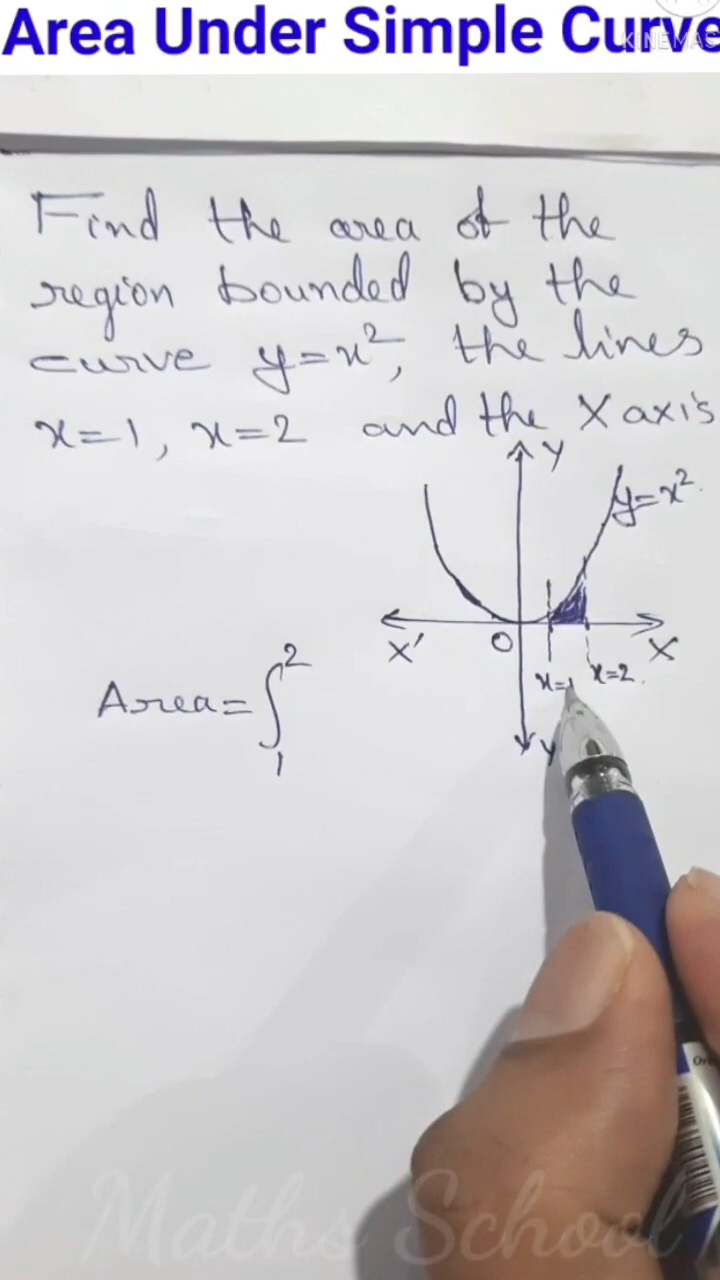 Area Under Simple Curve
KINEMAS
Find the area of the
region bounded by the
curve y=x², the lines
x=1, x=2 and the X axis
Y
y=x²
X'
O
X
x=1
x=2
Y
Area = ∫₁²
Maths School